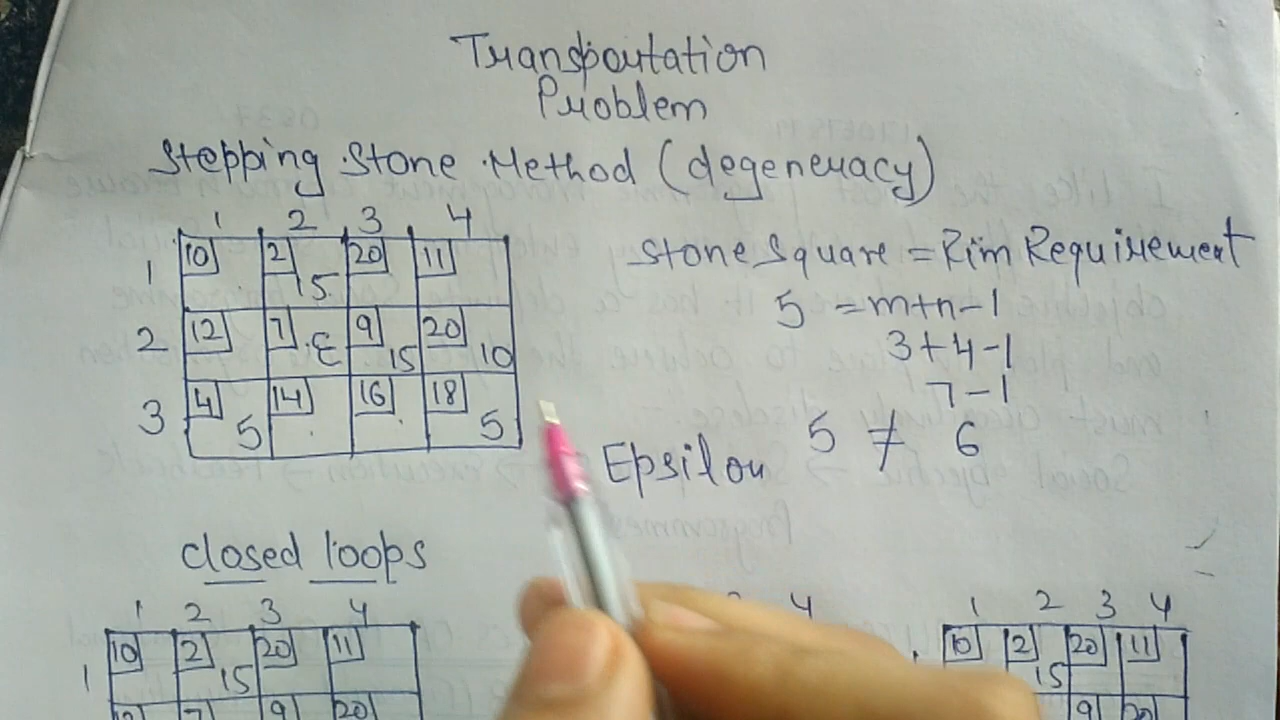 Transportation
Problem
Stepping Stone Method (degeneracy)
1 2 3 4
1 10 2 15 20 11
2 12 7 ε 9 15 20 10
3 4 5 14 16 18 5
Stone Square = Rim Requirement
5 = m+n-1
3+4-1
7-1
5 ≠ 6
Epsilon
closed loops
1 2 3 4
1 10 2 15 20 11
7 9 20
4
1 2 3 4
10 2 15 20 11
9 20